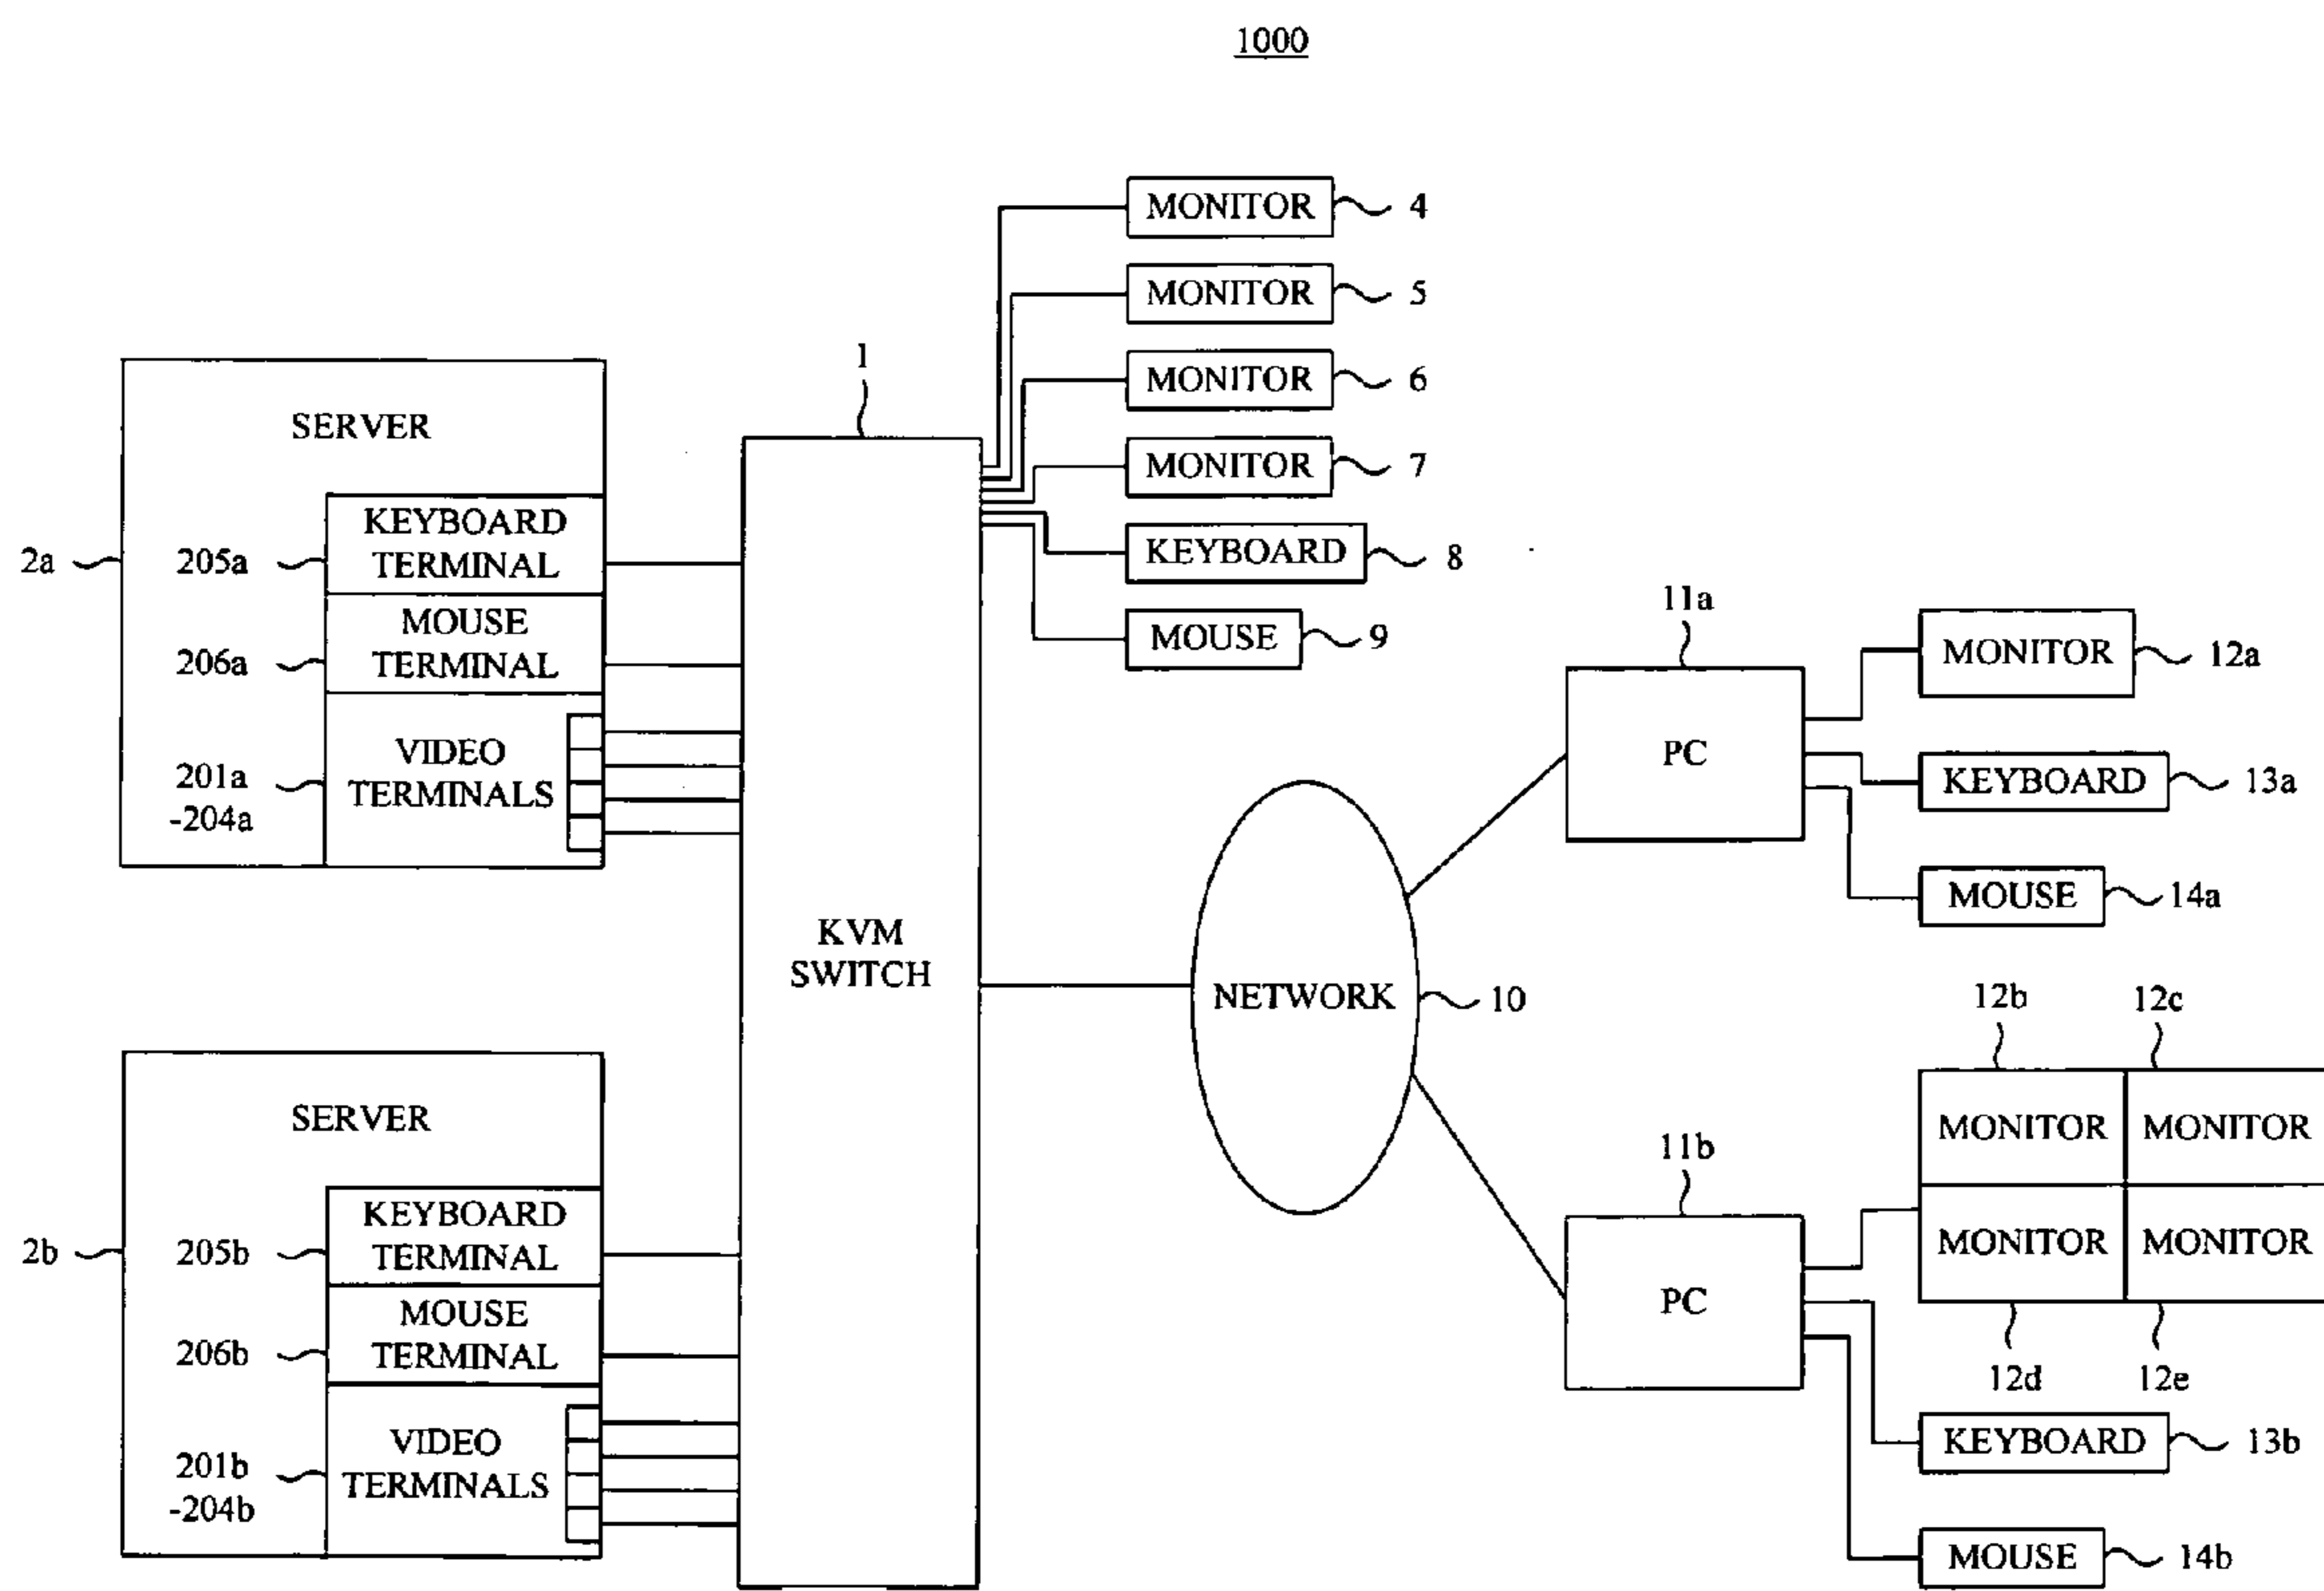 1000
MONITOR 4
MONITOR 5
MONITOR 6
MONITOR 7
KEYBOARD 8
MOUSE 9
1
SERVER
2a
KEYBOARD
TERMINAL
205a
MOUSE
TERMINAL
206a
VIDEO
TERMINALS
201a
-204a
KVM
SWITCH
SERVER
2b
KEYBOARD
TERMINAL
205b
MOUSE
TERMINAL
206b
VIDEO
TERMINALS
201b
-204b
NETWORK 10
11a
PC
MONITOR 12a
KEYBOARD 13a
MOUSE 14a
11b
PC
12b 12c
MONITOR MONITOR
MONITOR MONITOR
12d 12e
KEYBOARD 13b
MOUSE 14b